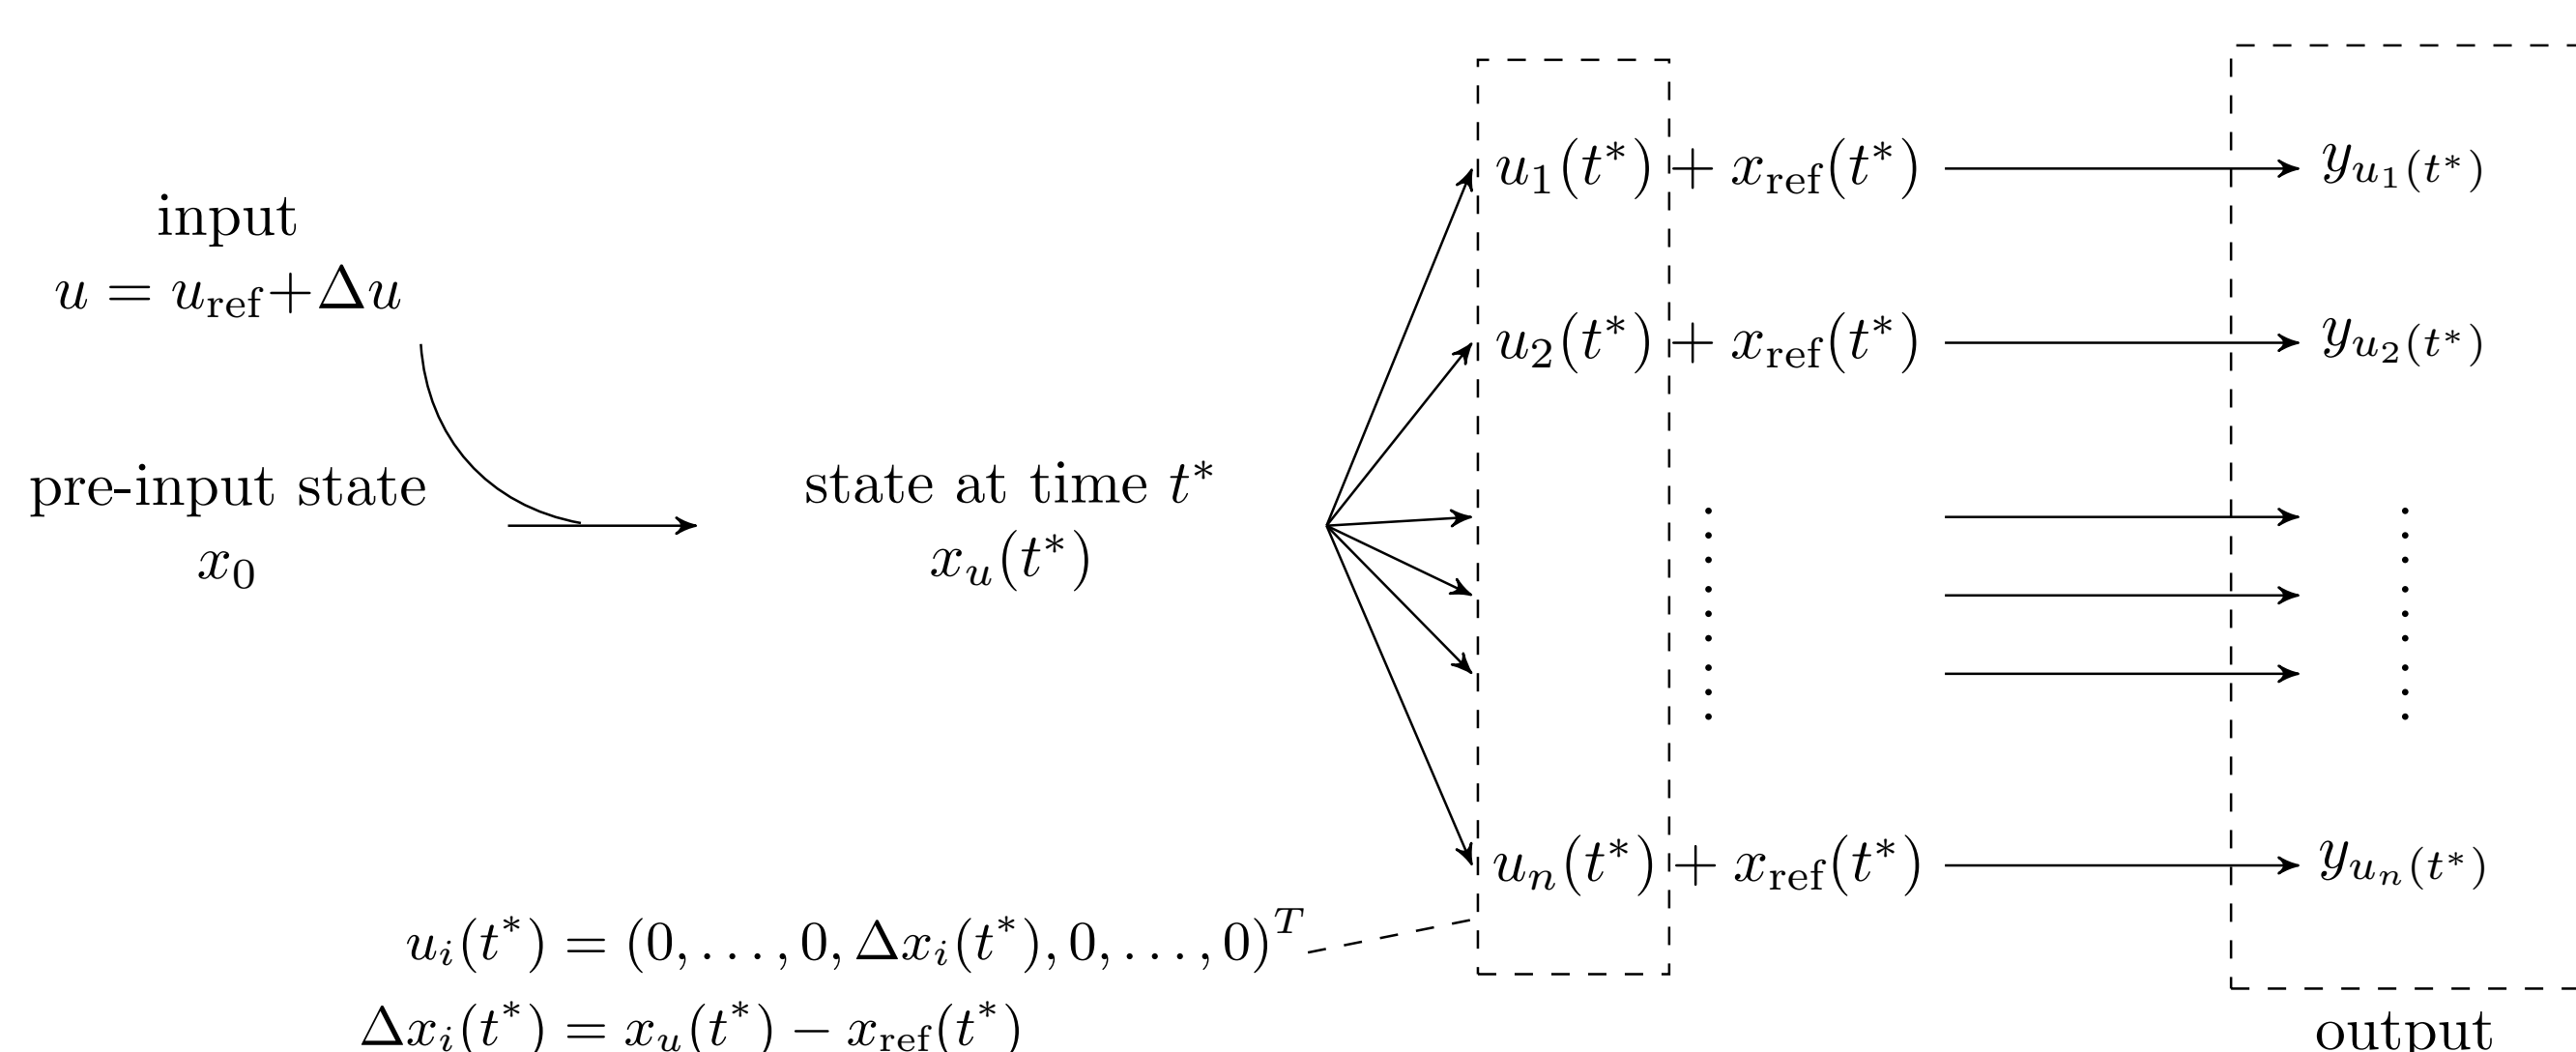 input
u = u_ref+Δu
pre-input state
x_0
state at time t*
x_u(t*)
u_1(t*) + x_ref(t*)
y_{u_1(t*)}
u_2(t*) + x_ref(t*)
y_{u_2(t*)}
u_n(t*) + x_ref(t*)
y_{u_n(t*)}
u_i(t*) = (0, ..., 0, Δx_i(t*), 0, ..., 0)^T
Δx_i(t*) = x_u(t*) − x_ref(t*)
output